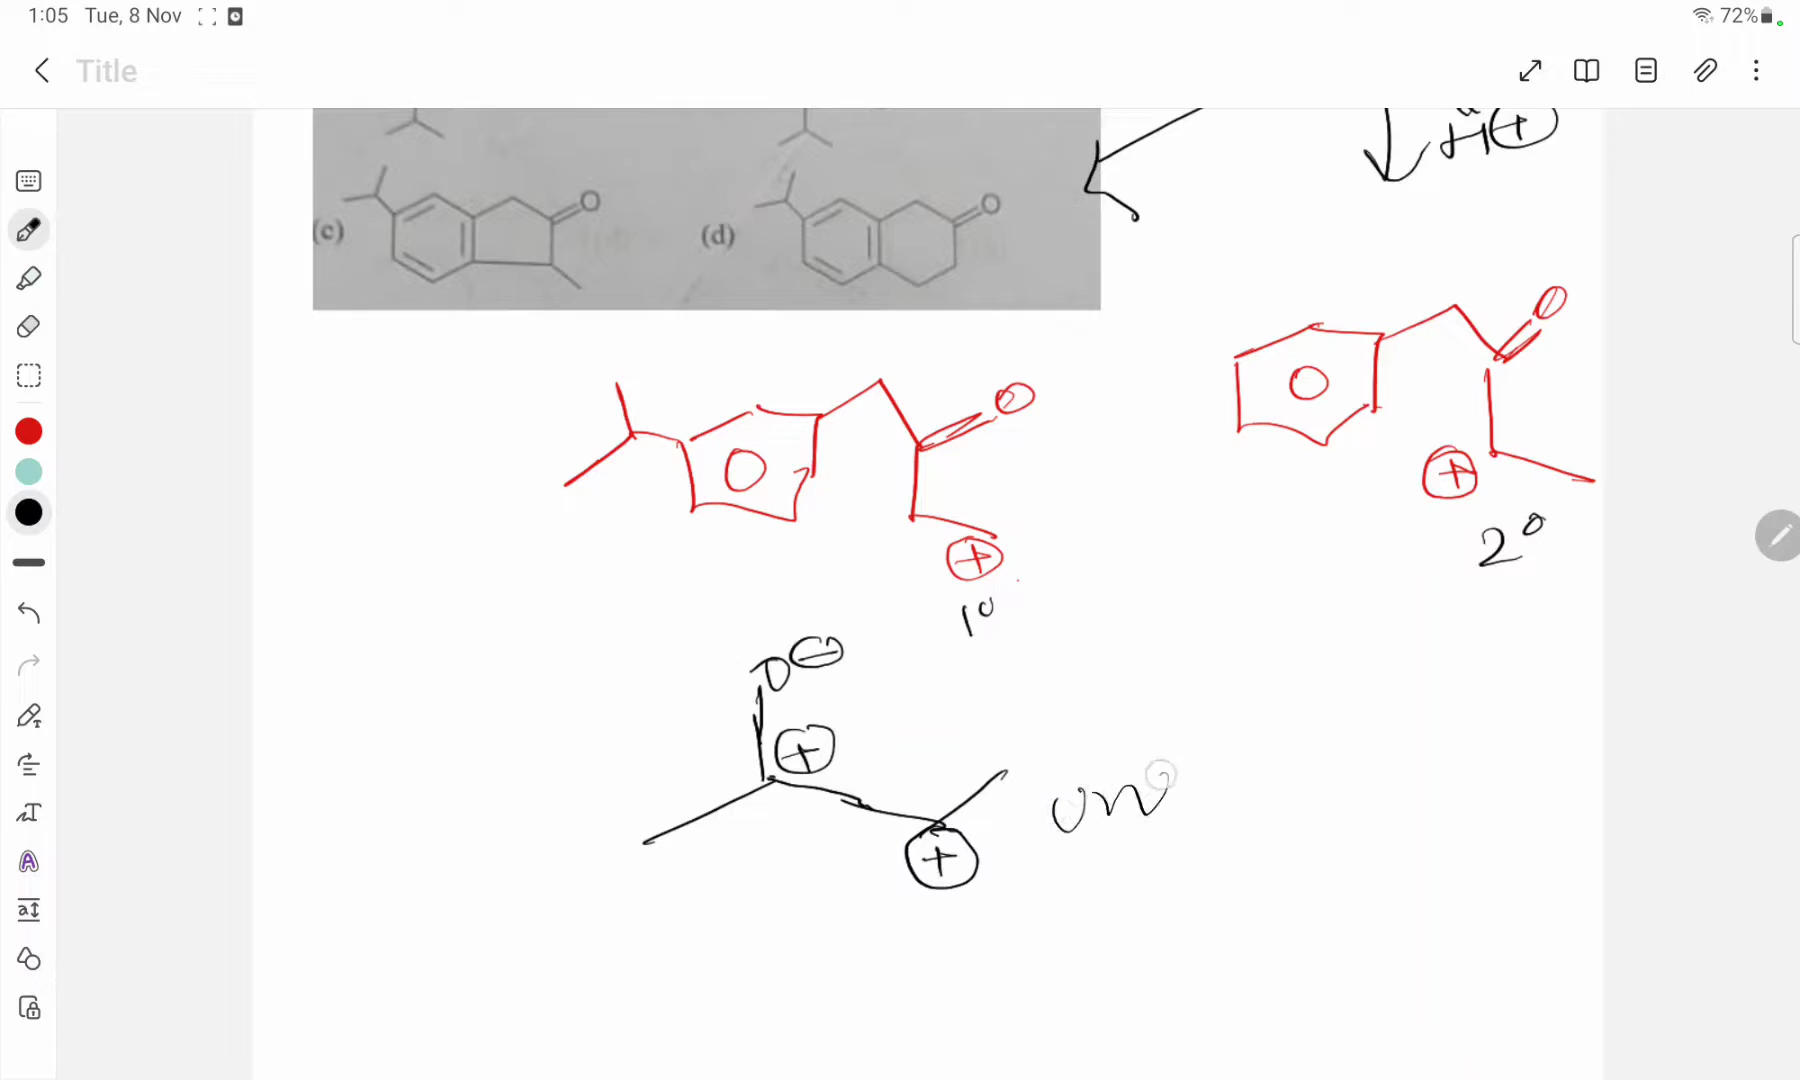 1:05 Tue, 8 Nov
72%
Title
H⊕
(c)
O
(d)
O
O
O
O
O
⊕
⊕
2°
1°
O⊖
⊕
⊕